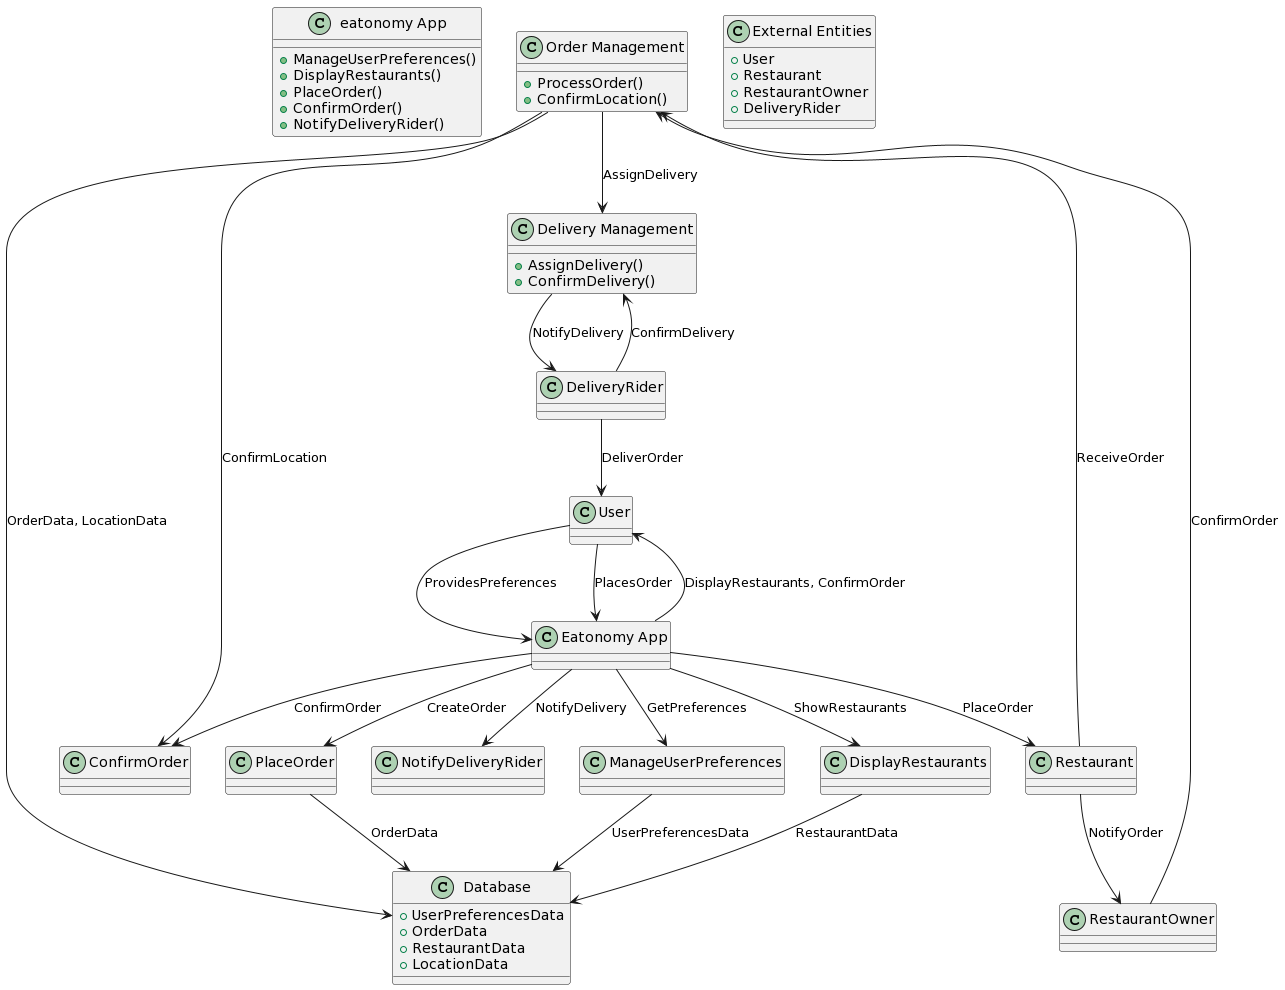 C eatonomy App
ManageUserPreferences()
DisplayRestaurants()
PlaceOrder()
ConfirmOrder()
NotifyDeliveryRider()
C Order Management
ProcessOrder()
ConfirmLocation()
C External Entities
User
Restaurant
RestaurantOwner
DeliveryRider
AssignDelivery
C Delivery Management
AssignDelivery()
ConfirmDelivery()
NotifyDelivery
ConfirmDelivery
C DeliveryRider
ConfirmLocation
DeliverOrder
ReceiveOrder
C User
OrderData, LocationData
ConfirmOrder
ProvidesPreferences
PlacesOrder
DisplayRestaurants, ConfirmOrder
C Eatonomy App
ConfirmOrder
CreateOrder
NotifyDelivery
GetPreferences
ShowRestaurants
PlaceOrder
C ConfirmOrder
C PlaceOrder
C NotifyDeliveryRider
C ManageUserPreferences
C DisplayRestaurants
C Restaurant
OrderData
UserPreferencesData
RestaurantData
NotifyOrder
C Database
UserPreferencesData
OrderData
RestaurantData
LocationData
C RestaurantOwner